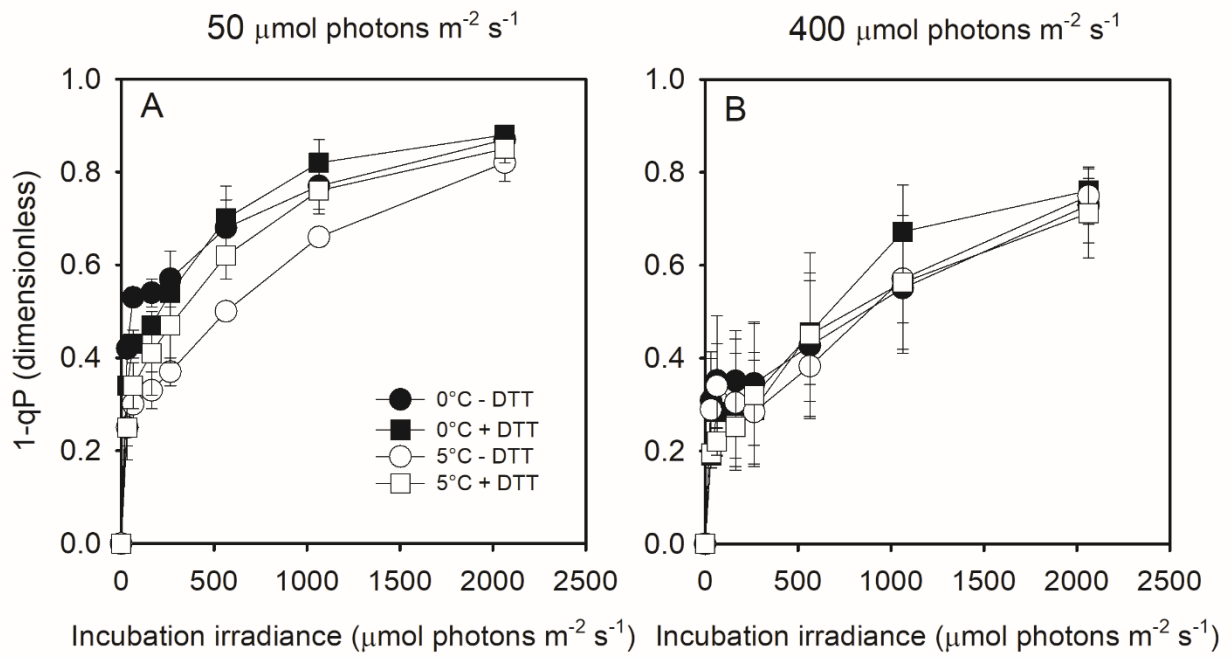 50 μmol photons m⁻² s⁻¹
400 μmol photons m⁻² s⁻¹
A
B
1-qP (dimensionless)
1.0
0.8
0.6
0.4
0.2
0.0
1.0
0.8
0.6
0.4
0.2
0.0
0°C - DTT
0°C + DTT
5°C - DTT
5°C + DTT
0 500 1000 1500 2000 2500
0 500 1000 1500 2000 2500
Incubation irradiance (μmol photons m⁻² s⁻¹)
Incubation irradiance (μmol photons m⁻² s⁻¹)